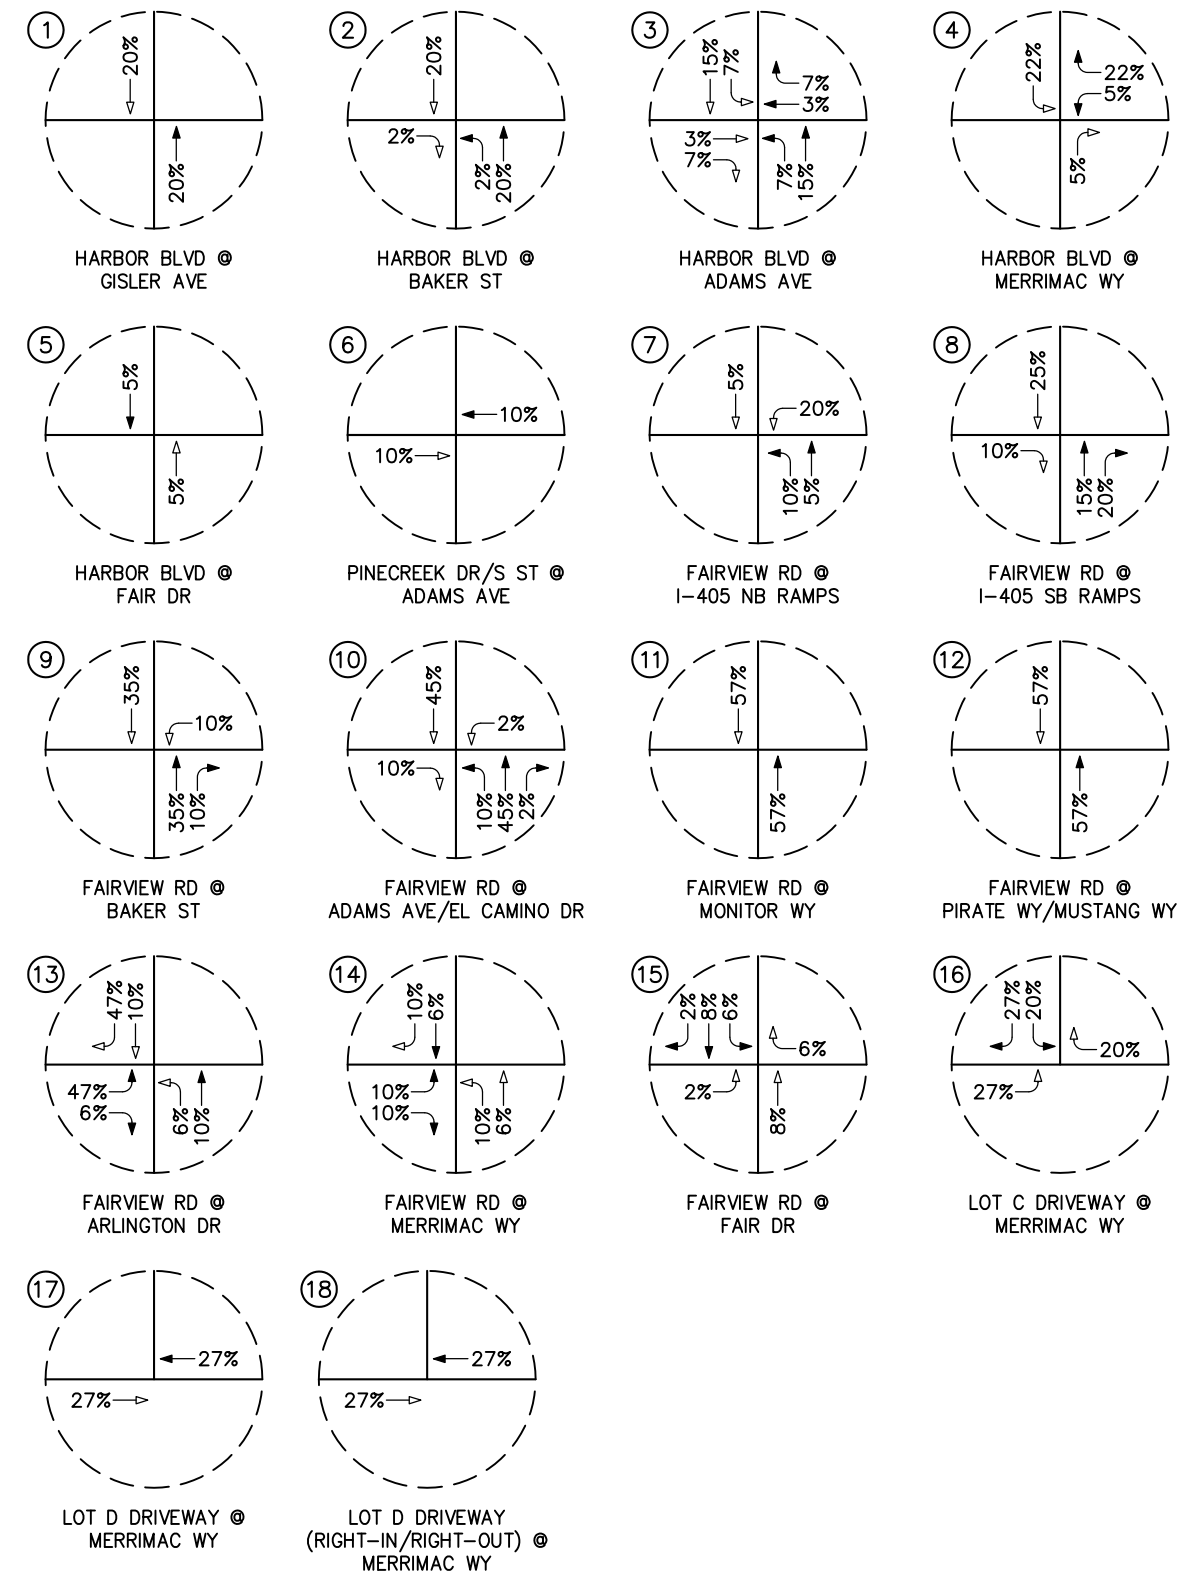 1
20%
20%
HARBOR BLVD @
GISLER AVE
2
20%
2%
2%
20%
HARBOR BLVD @
BAKER ST
3
15%
7%
7%
3%
3%
7%
7%
15%
HARBOR BLVD @
ADAMS AVE
4
22%
22%
5%
5%
HARBOR BLVD @
MERRIMAC WY
5
5%
5%
HARBOR BLVD @
FAIR DR
6
10%
10%
PINECREEK DR/S ST @
ADAMS AVE
7
5%
20%
10%
5%
FAIRVIEW RD @
I-405 NB RAMPS
8
25%
10%
15%
20%
FAIRVIEW RD @
I-405 SB RAMPS
9
35%
10%
35%
10%
FAIRVIEW RD @
BAKER ST
10
45%
2%
10%
10%
45%
2%
FAIRVIEW RD @
ADAMS AVE/EL CAMINO DR
11
57%
57%
FAIRVIEW RD @
MONITOR WY
12
57%
57%
FAIRVIEW RD @
PIRATE WY/MUSTANG WY
13
47%
10%
47%
6%
6%
10%
FAIRVIEW RD @
ARLINGTON DR
14
10%
6%
10%
10%
10%
6%
FAIRVIEW RD @
MERRIMAC WY
15
2%
8%
6%
6%
2%
8%
FAIRVIEW RD @
FAIR DR
16
27%
20%
20%
27%
LOT C DRIVEWAY @
MERRIMAC WY
17
27%
27%
LOT D DRIVEWAY @
MERRIMAC WY
18
27%
27%
LOT D DRIVEWAY
(RIGHT-IN/RIGHT-OUT) @
MERRIMAC WY